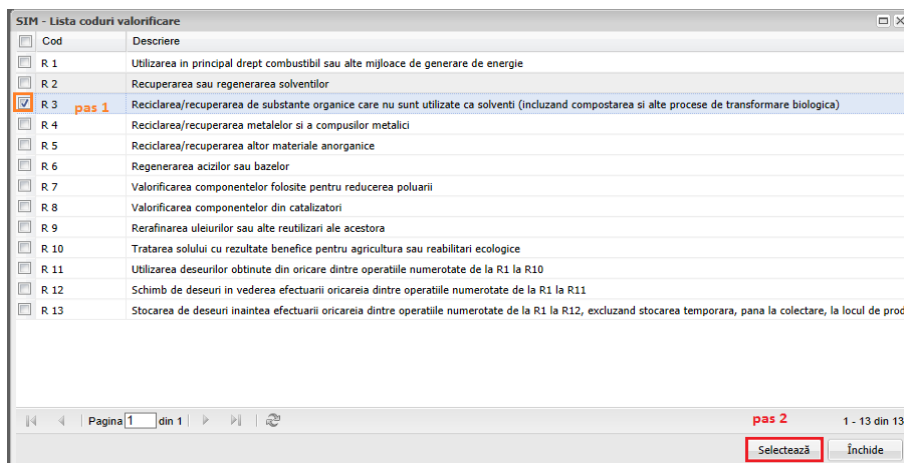 SIM - Lista coduri valorificare
Cod Descriere
R 1 Utilizarea in principal drept combustibil sau alte mijloace de generare de energie
R 2 Recuperarea sau regenerarea solventilor
R 3 pas 1 Reciclarea/recuperarea de substante organice care nu sunt utilizate ca solventi (incluzand compostarea si alte procese de transformare biologica)
R 4 Reciclarea/recuperarea metalelor si a compusilor metalici
R 5 Reciclarea/recuperarea altor materiale anorganice
R 6 Regenerarea acizilor sau bazelor
R 7 Valorificarea componentelor folosite pentru reducerea poluarii
R 8 Valorificarea componentelor din catalizatori
R 9 Rerafinarea uleiurilor sau alte reutilizari ale acestora
R 10 Tratarea solului cu rezultate benefice pentru agricultura sau reabilitari ecologice
R 11 Utilizarea deseurilor obtinute din oricare dintre operatiile numerotate de la R1 la R10
R 12 Schimb de deseuri in vederea efectuarii oricareia dintre operatiile numerotate de la R1 la R11
R 13 Stocarea de deseuri inaintea efectuarii oricareia dintre operatiile numerotate de la R1 la R12, excluzand stocarea temporara, pana la colectare, la locul de prod
Pagina 1 din 1 pas 2 1 - 13 din 13
Selectează Închide